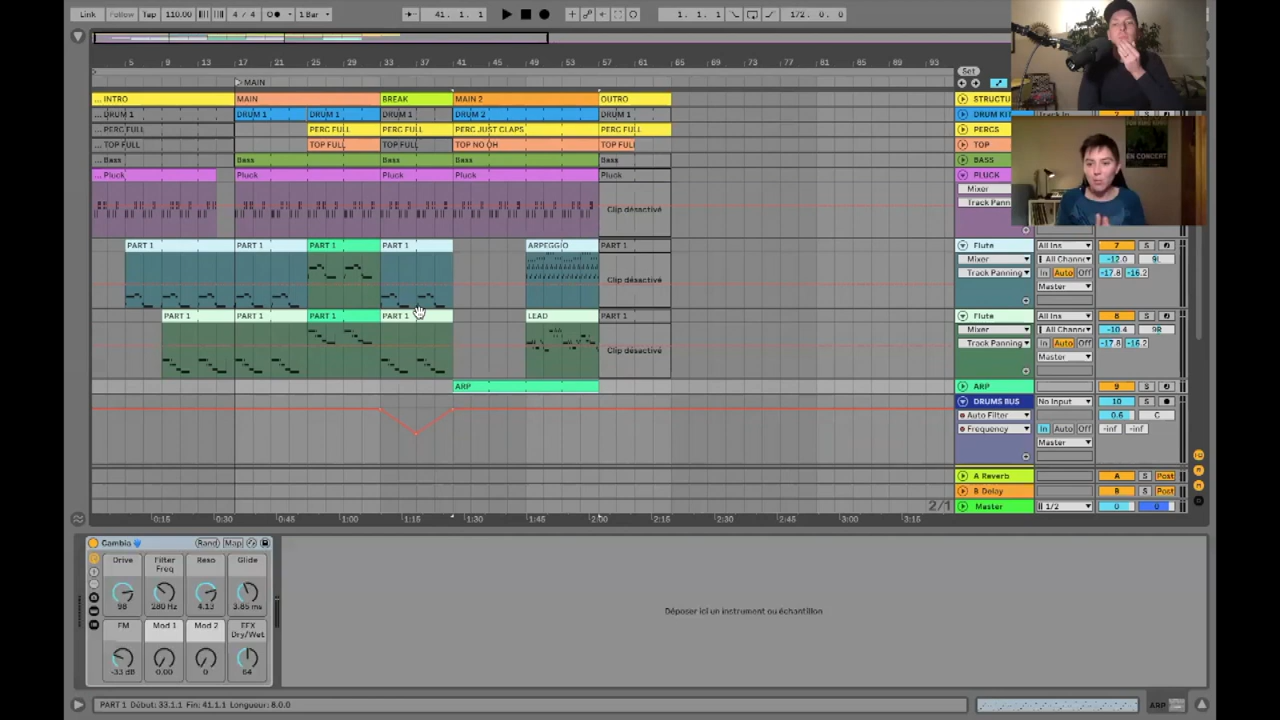 Link Tap 110.00 4 / 4 1 Bar 41. 1. 1 1. 1. 1 172. 0. 0
5 9 13 17 21 25 29 33 37 41 45 49 53 57 61 65 69 73 77 81 85 89 93
MAIN Set
... INTRO MAIN BREAK MAIN 2 OUTRO STRUCTU
... DRUM 1 DRUM 1 DRUM 1 DRUM 1 DRUM 2 DRUM 1 DRUM KIT
... PERC FULL PERC FULL PERC FULL PERC JUST CLAPS PERC FULL PERCS
... TOP FULL TOP FULL TOP FULL TOP NO OH TOP FULL TOP
... Bass Bass Bass Bass Bass BASS
... Pluck Pluck Pluck Pluck Pluck PLUCK
Mixer
Clip désactivé Track Pannin
PART 1 PART 1 PART 1 PART 1 ARPEGGIO PART 1 Flute All Ins 7 S
Mixer All Channe -12.0 9L
Clip désactivé Track Panning In Auto Off -17.8 -16.2
Master
PART 1 PART 1 PART 1 PART 1 LEAD PART 1 Flute All Ins 8 S
Mixer All Channe -10.4 9R
Clip désactivé Track Panning In Auto Off -17.8 -16.2
Master
ARP ARP 9 S
DRUMS BUS No Input 10 S
Auto Filter 0.6 C
Frequency In Auto Off -inf -inf
Master
A Reverb A S Post
B Delay B S Post
2/1 Master 1/2 0 0
0:15 0:30 0:45 1:00 1:15 1:30 1:45 2:00 2:15 2:30 2:45 3:00 3:15
Gambia Rand Map
Drive Filter Freq Reso Glide
98 280 Hz 4.13 3.85 ms
FM Mod 1 Mod 2 EFX Dry/Wet
-33 dB 0.00 0 64
Déposer ici un instrument ou échantillon
PART 1 Début: 33.1.1 Fin: 41.1.1 Longueur: 8.0.0 ARP
EN CONCERT